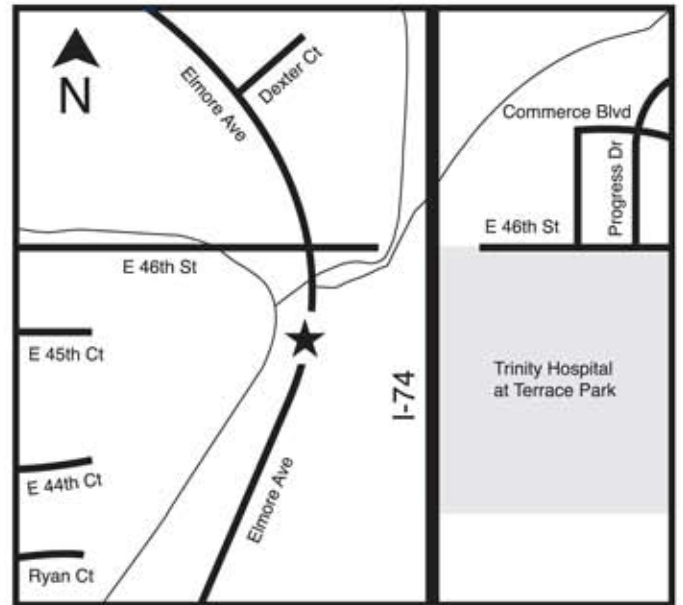 N
Elmore Ave
Dexter Ct
Commerce Blvd
Progress Dr
E 46th St
E 46th St
E 45th Ct
Trinity Hospital
at Terrace Park
I-74
E 44th Ct
Elmore Ave
Ryan Ct